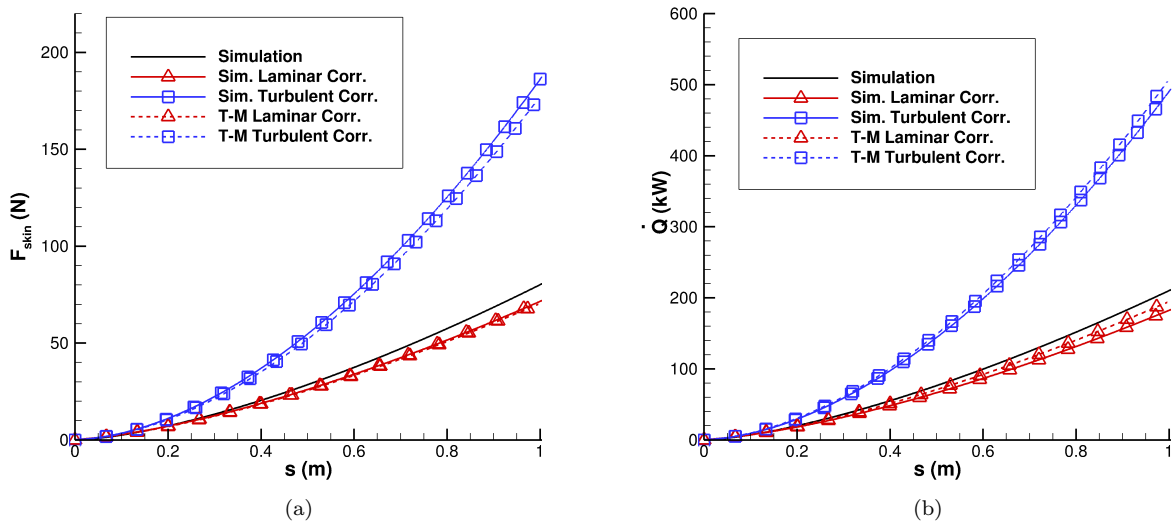 Simulation
Sim. Laminar Corr.
Sim. Turbulent Corr.
T-M Laminar Corr.
T-M Turbulent Corr.
F_skin (N)
200
150
100
50
0
0 0.2 0.4 0.6 0.8 1
s (m)
(a)
Simulation
Sim. Laminar Corr.
Sim. Turbulent Corr.
T-M Laminar Corr.
T-M Turbulent Corr.
Q̇ (kW)
600
500
400
300
200
100
0
0 0.2 0.4 0.6 0.8 1
s (m)
(b)